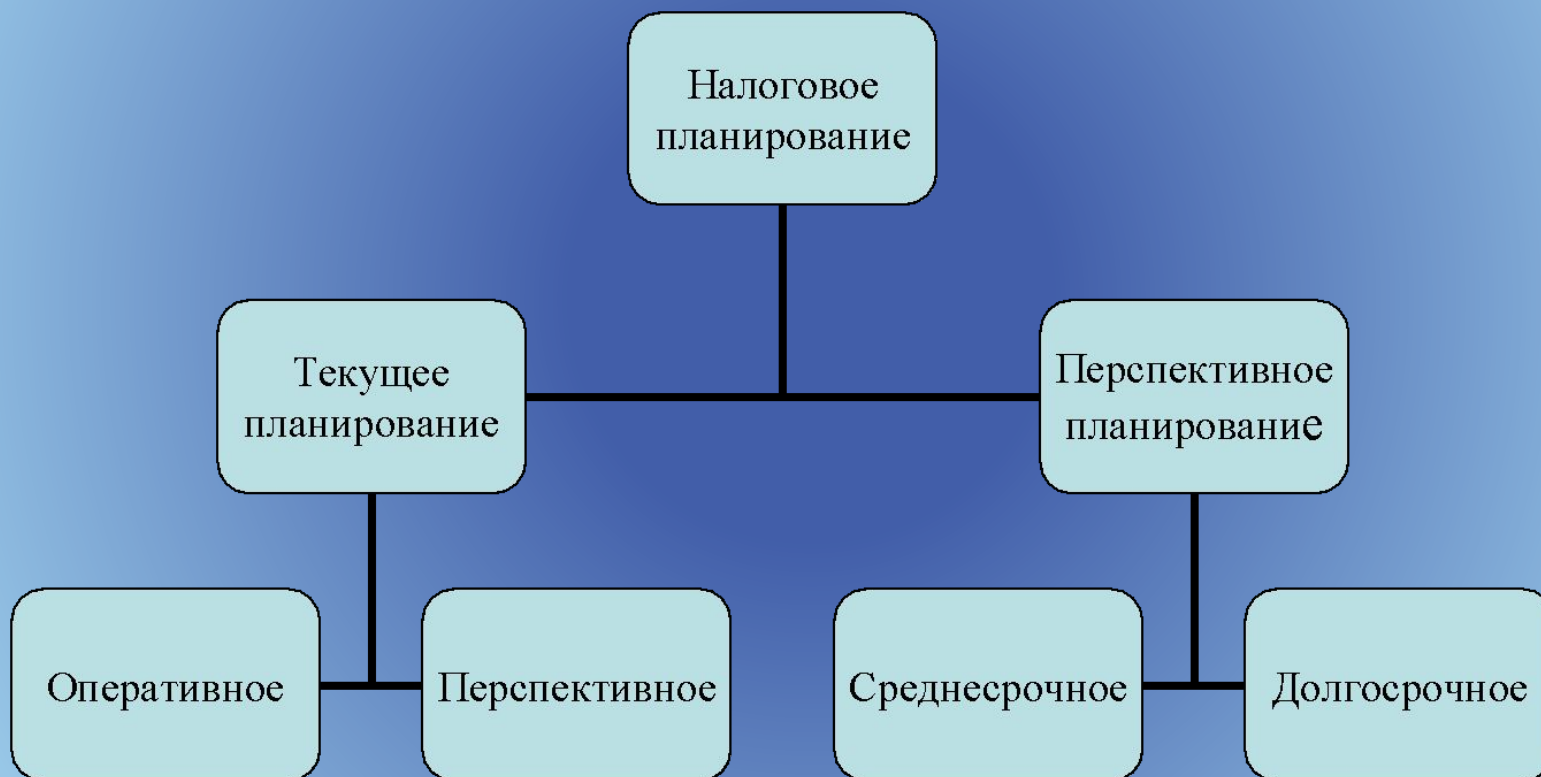 Налоговое
планирование
Текущее
планирование
Перспективное
планирование
Оперативное
Перспективное
Среднесрочное
Долгосрочное